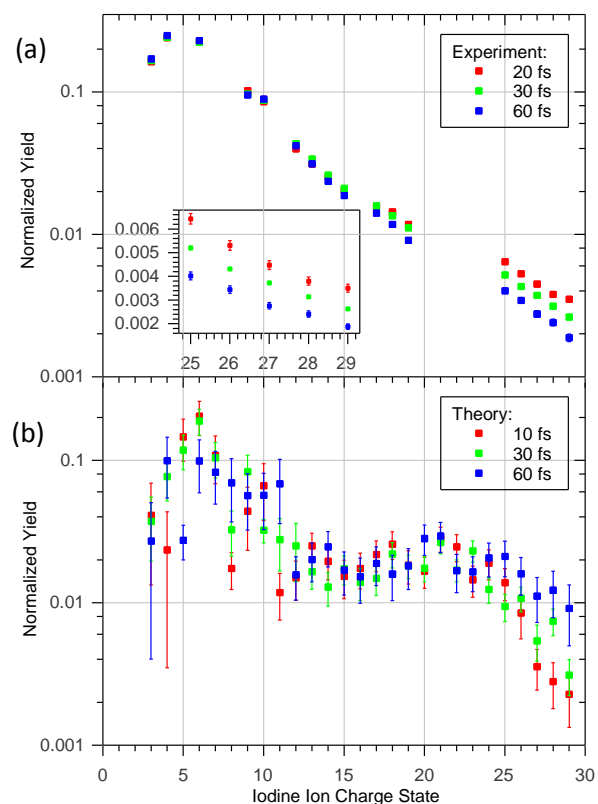 (a)
Experiment:
20 fs
30 fs
60 fs
0.1
0.01
0.001
Normalized Yield
0.006
0.005
0.004
0.003
0.002
25 26 27 28 29
(b)
Theory:
10 fs
30 fs
60 fs
0.1
0.01
0.001
Normalized Yield
0 5 10 15 20 25 30
Iodine Ion Charge State